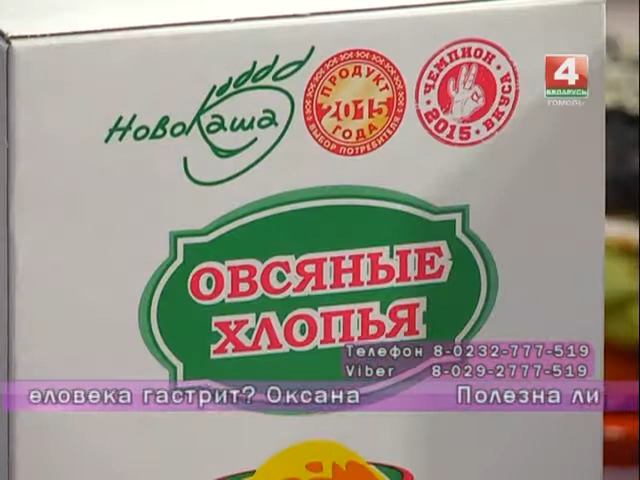 НовоКаша
ПРОДУКТ
2015
ГОДА
ВЫБОР ПОТРЕБИТЕЛЯ
ЧЕМПИОН
ВКУСА
2015
4
БЕЛАРУСЬ
ГОМЕЛЬ
ОВСЯНЫЕ
ХЛОПЬЯ
Телефон 8-0232-777-519
Viber 8-029-2777-519
еловека гастрит? Оксана Полезна ли